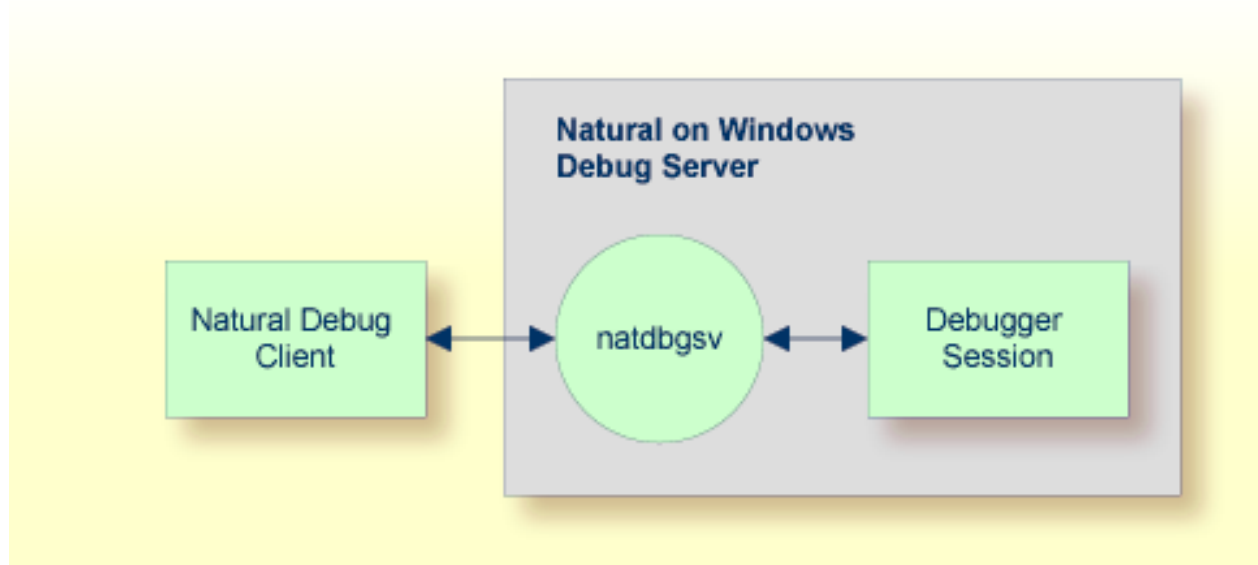 Natural on Windows
Debug Server
Natural Debug
Client
natdbgsv
Debugger
Session